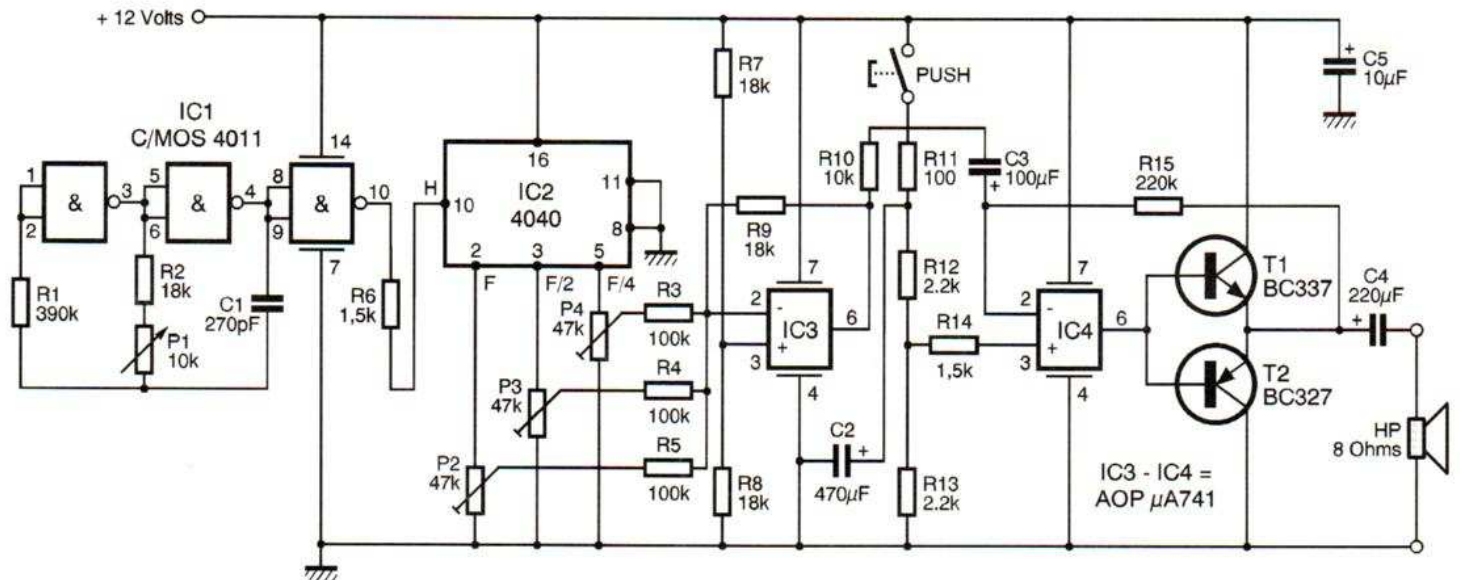 + 12 Volts
IC1
C/MOS 4011
1
2
&
3
5
6
&
4
8
9
&
14
7
10
R1
390k
R2
18k
P1
10k
C1
270pF
R6
1,5k
H
10
16
IC2
4040
11
8
2
3
5
F
F/2
F/4
P4
47k
P3
47k
P2
47k
R3
100k
R4
100k
R5
100k
R7
18k
R8
18k
R9
18k
2
-
+
3
IC3
7
4
6
C2
+
470µF
PUSH
R10
10k
R11
100
C3
100µF
+
R12
2.2k
R13
2.2k
R14
1,5k
R15
220k
2
-
+
3
IC4
7
4
6
IC3 - IC4 =
AOP µA741
T1
BC337
T2
BC327
C4
220µF
+
+
C5
10µF
HP
8 Ohms